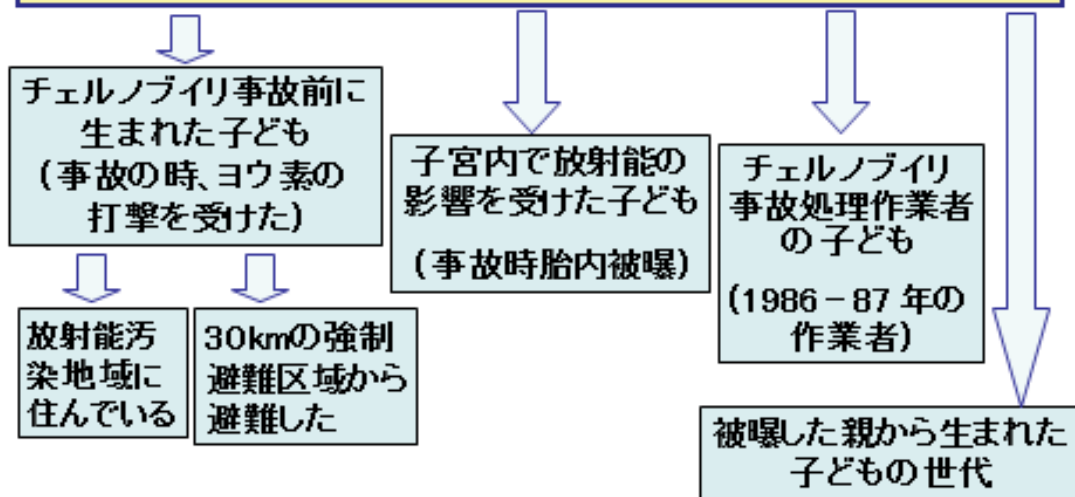 チェルノブイリ事故前に
生まれた子ども
(事故の時、ヨウ素の
打撃を受けた)
子宮内で放射能の
影響を受けた子ども
(事故時胎内被曝)
チェルノブイリ
事故処理作業者
の子ども
(1986－87年の
作業者)
放射能汚
染地域に
住んでいる
30kmの強制
避難区域から
避難した
被曝した親から生まれた
子どもの世代